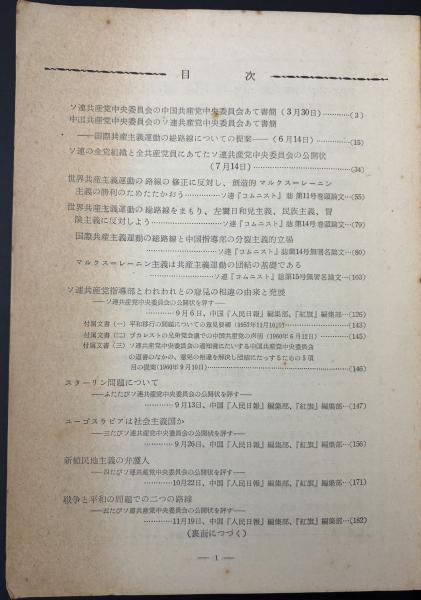 目 次
ソ連共産党中央委員会の中国共産党中央委員会あて書簡(3月30日)…………(3)
中国共産党中央委員会のソ連共産党中央委員会あて書簡
——国際共産主義運動の総路線についての提案——(6月14日)…………(15)
ソ連の全党組織と全共産党員にあてたソ連共産党中央委員会の公開状
(7月14日)…………(34)
世界共産主義運動の路線の修正に反対し、創造的マルクス—レーニン
主義の勝利のためたたかおう…………ソ連『コムニスト』誌第11号巻頭論文…(55)
世界共産主義運動の総路線をまもり、左翼日和見主義、民族主義、冒
険主義に反対しよう…………ソ連『コムニスト』誌第14号巻頭論文…(79)
国際共産主義運動の総路線と中国指導部の分裂主義的立場
…………ソ連『コムニスト』誌第14号無署名論文…(80)
マルクス—レーニン主義は共産主義運動の団結の基礎である
…………ソ連『コムニスト』誌第15号無署名論文…(103)
ソ連共産党指導部とわれわれとの意見の相違の由来と発展
——ソ連共産党中央委員会の公開状を評す——
…………9月6日、中国『人民日報』編集部、『紅旗』編集部…(125)
付属文書(一) 平和移行の問題についての意見要綱(1957年11月10日)…………(143)
付属文書(二) ブカレストの兄弟党会談での中国共産党の声明(1960年6月12日)…………(145)
付属文書(三) ソ連共産党中央委員会の通知書にたいする中国共産党中央委員会
の返書のなかの、意見の相違を解決し団結にたっするための5項
目の提案(1960年9月10日)…………(146)
スターリン問題について
——ふたたびソ連共産党中央委員会の公開状を評す——
…………9月13日、中国『人民日報』編集部、『紅旗』編集部…(147)
ユーゴスラビアは社会主義国か
——三たびソ連共産党中央委員会の公開状を評す——
…………9月26日、中国『人民日報』編集部、『紅旗』編集部…(156)
新植民地主義の弁護人
——四たびソ連共産党中央委員会の公開状を評す——
…………10月22日、中国『人民日報』編集部、『紅旗』編集部…(171)
戦争と平和の問題での二つの路線
——五たびソ連共産党中央委員会の公開状を評す——
…………11月19日、中国『人民日報』編集部、『紅旗』編集部…(182)
(裏面につづく)
— 1 —